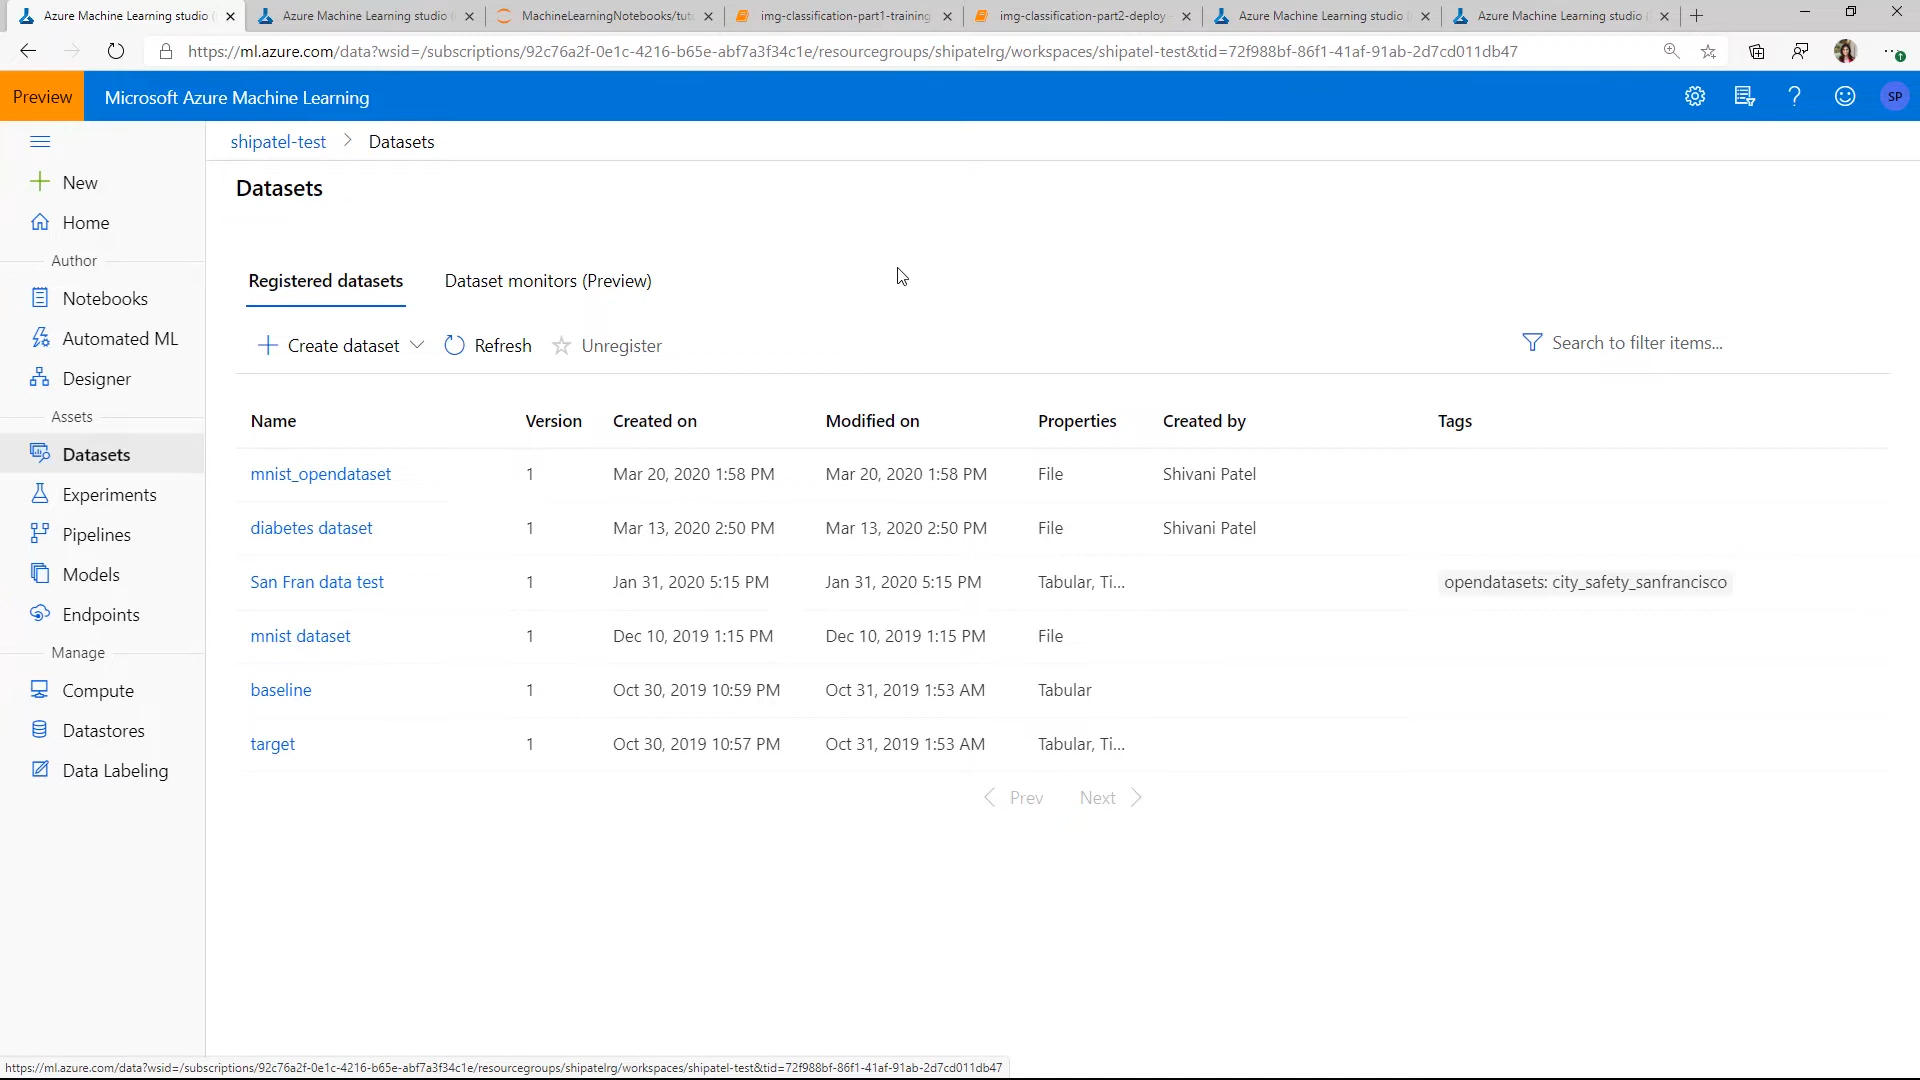 Azure Machine Learning studio (
Azure Machine Learning studio (
MachineLearningNotebooks/tuto
img-classification-part1-training
img-classification-part2-deploy
Azure Machine Learning studio (
Azure Machine Learning studio (
https://ml.azure.com/data?wsid=/subscriptions/92c76a2f-0e1c-4216-b65e-abf7a3f34c1e/resourcegroups/shipatelrg/workspaces/shipatel-test&tid=72f988bf-86f1-41af-91ab-2d7cd011db47
Preview
Microsoft Azure Machine Learning
SP
New
Home
Author
Notebooks
Automated ML
Designer
Assets
Datasets
Experiments
Pipelines
Models
Endpoints
Manage
Compute
Datastores
Data Labeling
shipatel-test > Datasets
Datasets
Registered datasets Dataset monitors (Preview)
Create dataset Refresh Unregister Search to filter items...
Name Version Created on Modified on Properties Created by Tags
mnist_opendataset 1 Mar 20, 2020 1:58 PM Mar 20, 2020 1:58 PM File Shivani Patel
diabetes dataset 1 Mar 13, 2020 2:50 PM Mar 13, 2020 2:50 PM File Shivani Patel
San Fran data test 1 Jan 31, 2020 5:15 PM Jan 31, 2020 5:15 PM Tabular, Ti... opendatasets: city_safety_sanfrancisco
mnist dataset 1 Dec 10, 2019 1:15 PM Dec 10, 2019 1:15 PM File
baseline 1 Oct 30, 2019 10:59 PM Oct 31, 2019 1:53 AM Tabular
target 1 Oct 30, 2019 10:57 PM Oct 31, 2019 1:53 AM Tabular, Ti...
Prev Next
https://ml.azure.com/data?wsid=/subscriptions/92c76a2f-0e1c-4216-b65e-abf7a3f34c1e/resourcegroups/shipatelrg/workspaces/shipatel-test&tid=72f988bf-86f1-41af-91ab-2d7cd011db47